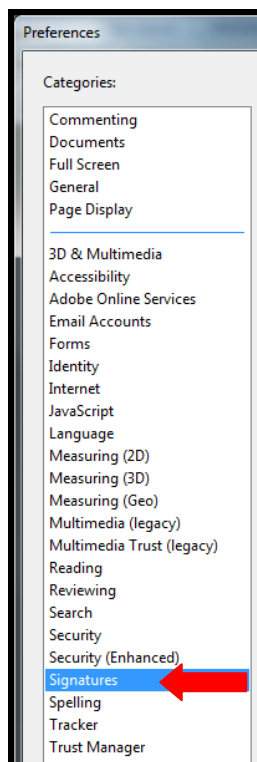 Preferences
Categories:
Commenting
Documents
Full Screen
General
Page Display
3D & Multimedia
Accessibility
Adobe Online Services
Email Accounts
Forms
Identity
Internet
JavaScript
Language
Measuring (2D)
Measuring (3D)
Measuring (Geo)
Multimedia (legacy)
Multimedia Trust (legacy)
Reading
Reviewing
Search
Security
Security (Enhanced)
Signatures
Spelling
Tracker
Trust Manager